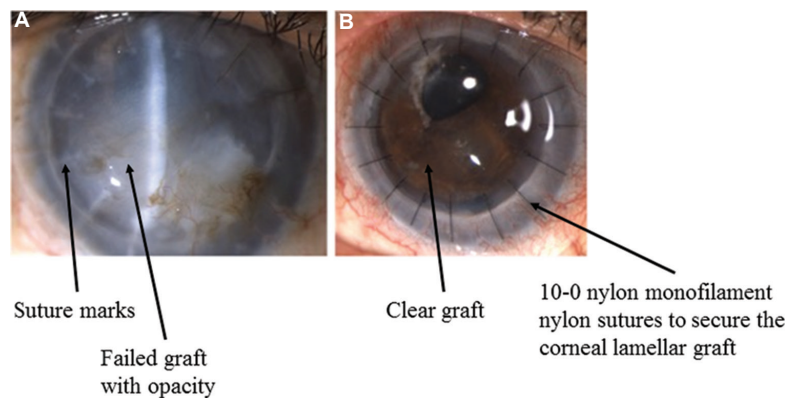 A
B
Suture marks
Failed graft
with opacity
Clear graft
10-0 nylon monofilament
nylon sutures to secure the
corneal lamellar graft